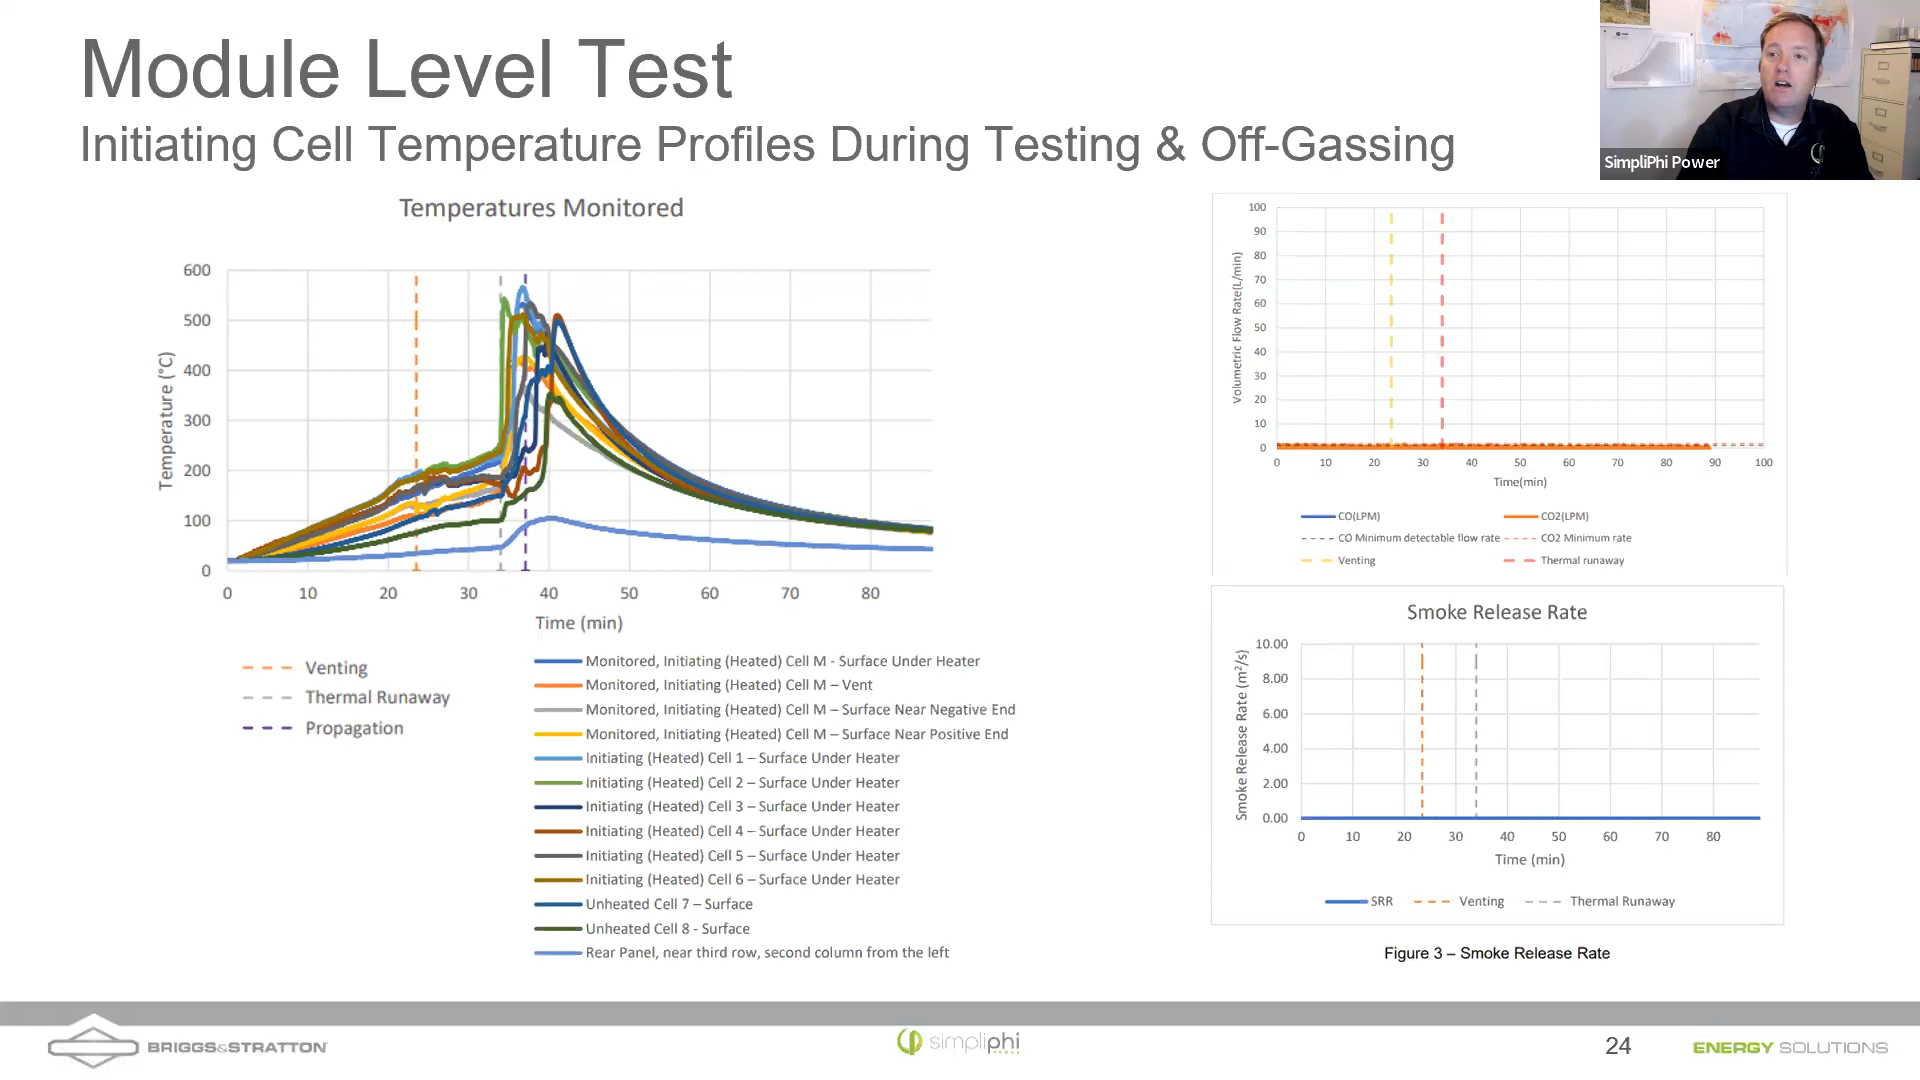 Module Level Test
Initiating Cell Temperature Profiles During Testing & Off-Gassing
SimpliPhi Power
Temperatures Monitored
Temperature (°C)
600
500
400
300
200
100
0
0 10 20 30 40 50 60 70 80
Time (min)
Venting
Thermal Runaway
Propagation
Monitored, Initiating (Heated) Cell M - Surface Under Heater
Monitored, Initiating (Heated) Cell M – Vent
Monitored, Initiating (Heated) Cell M – Surface Near Negative End
Monitored, Initiating (Heated) Cell M – Surface Near Positive End
Initiating (Heated) Cell 1 – Surface Under Heater
Initiating (Heated) Cell 2 – Surface Under Heater
Initiating (Heated) Cell 3 – Surface Under Heater
Initiating (Heated) Cell 4 – Surface Under Heater
Initiating (Heated) Cell 5 – Surface Under Heater
Initiating (Heated) Cell 6 – Surface Under Heater
Unheated Cell 7 – Surface
Unheated Cell 8 - Surface
Rear Panel, near third row, second column from the left
Volumetric Flow Rate(L/min)
100
90
80
70
60
50
40
30
20
10
0
0 10 20 30 40 50 60 70 80 90 100
Time(min)
CO(LPM) CO2(LPM)
CO Minimum detectable flow rate CO2 Minimum rate
Venting Thermal runaway
Smoke Release Rate
Smoke Release Rate (m²/s)
10.00
8.00
6.00
4.00
2.00
0.00
0 10 20 30 40 50 60 70 80
Time (min)
SRR Venting Thermal Runaway
Figure 3 – Smoke Release Rate
BRIGGS&STRATTON
simpliphi
24
ENERGY SOLUTIONS